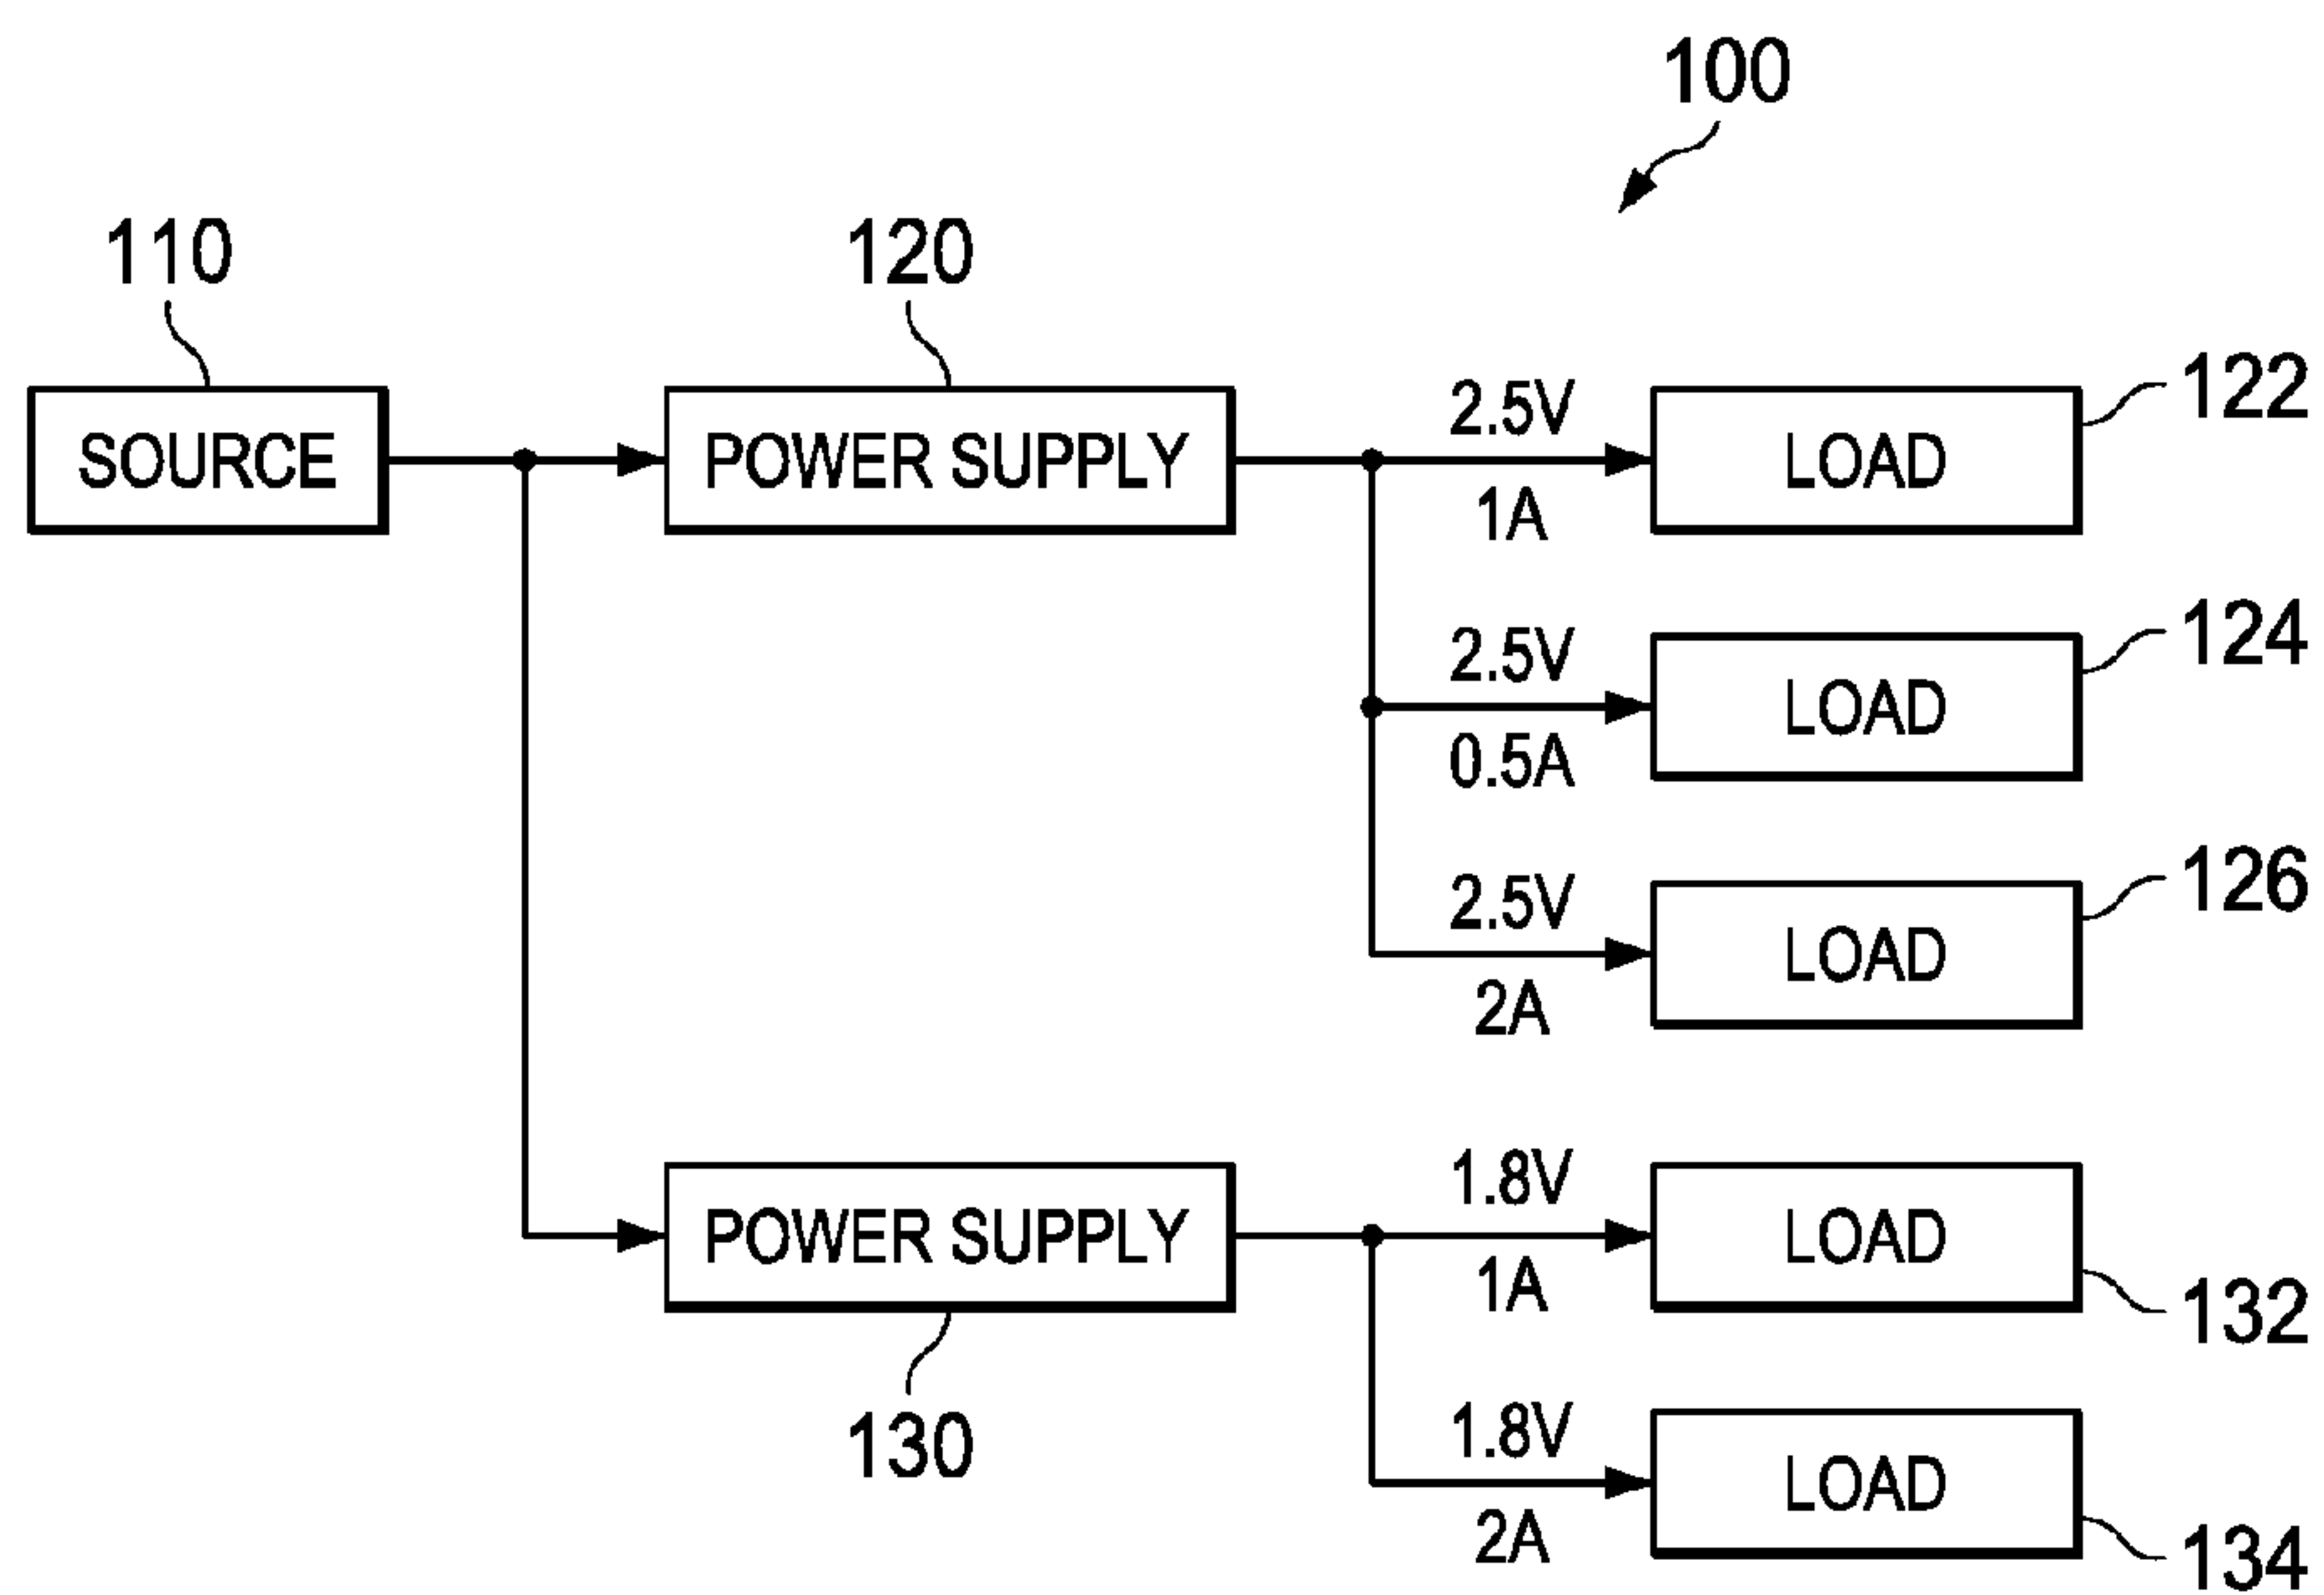 100
110
120
SOURCE
POWER SUPPLY
2.5V
1A
LOAD
122
2.5V
0.5A
LOAD
124
2.5V
2A
LOAD
126
POWER SUPPLY
130
1.8V
1A
LOAD
132
1.8V
2A
LOAD
134